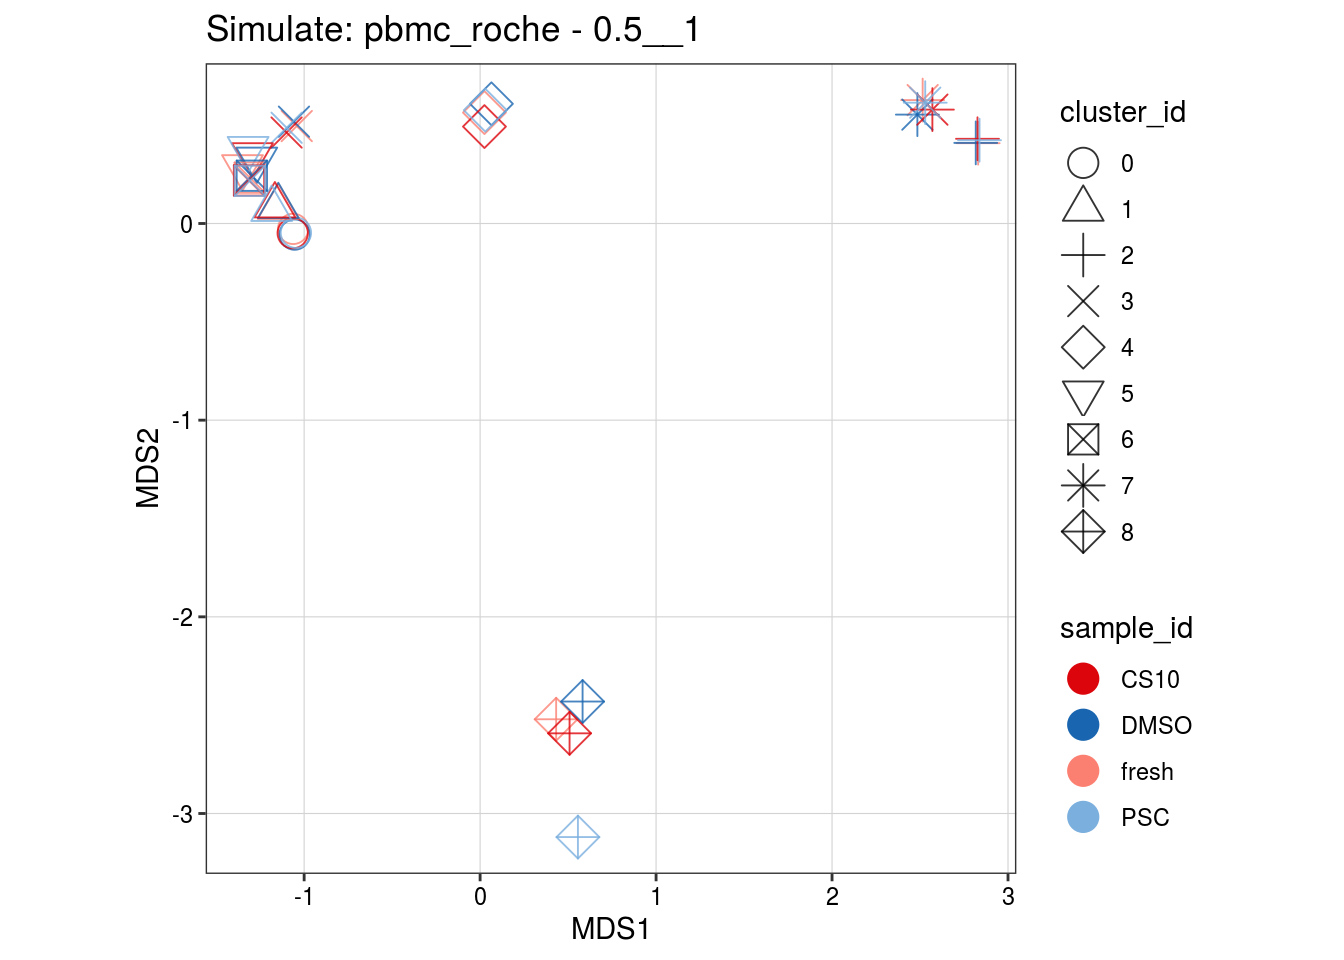 Simulate: pbmc_roche - 0.5__1
MDS2
0
-1
-2
-3
-1
0
1
2
3
MDS1
cluster_id
0
1
2
3
4
5
6
7
8
sample_id
CS10
DMSO
fresh
PSC